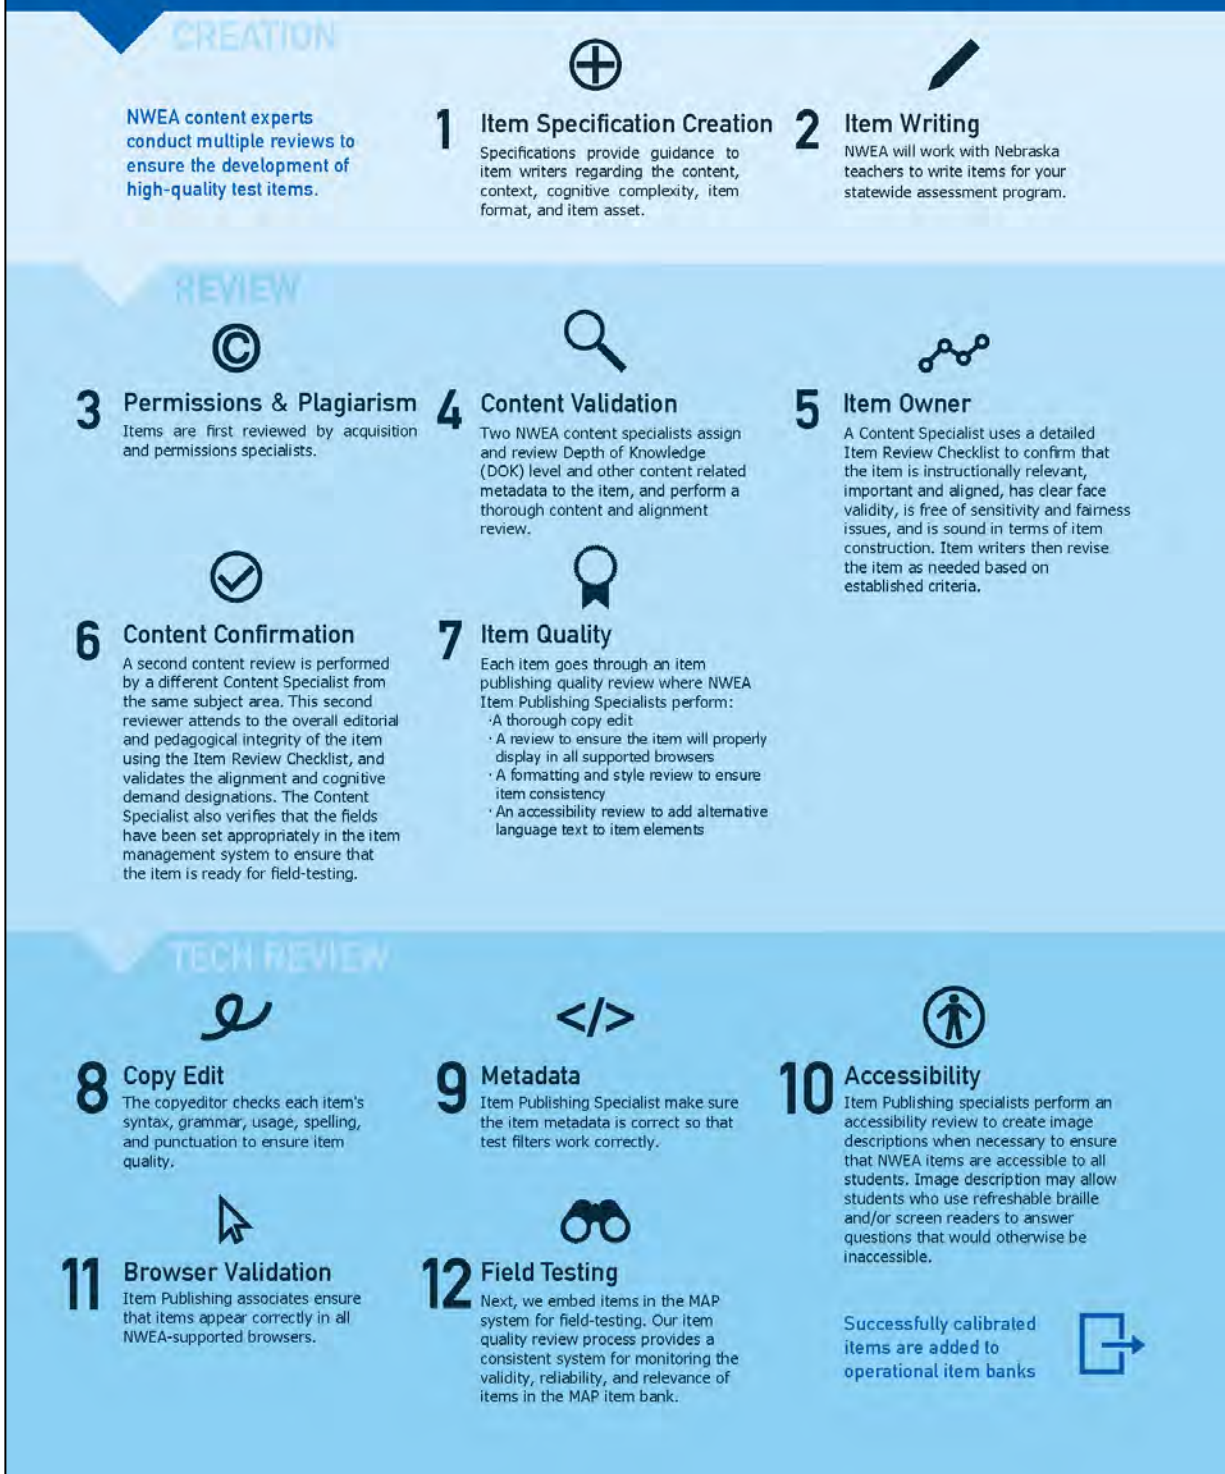 CREATION
NWEA content experts
conduct multiple reviews to
ensure the development of
high-quality test items.
1 Item Specification Creation
Specifications provide guidance to
item writers regarding the content,
context, cognitive complexity, item
format, and item asset.
2 Item Writing
NWEA will work with Nebraska
teachers to write items for your
statewide assessment program.
REVIEW
©
3 Permissions & Plagiarism
Items are first reviewed by acquisition
and permissions specialists.
4 Content Validation
Two NWEA content specialists assign
and review Depth of Knowledge
(DOK) level and other content related
metadata to the item, and perform a
thorough content and alignment
review.
5 Item Owner
A Content Specialist uses a detailed
Item Review Checklist to confirm that
the item is instructionally relevant,
important and aligned, has clear face
validity, is free of sensitivity and fairness
issues, and is sound in terms of item
construction. Item writers then revise
the item as needed based on
established criteria.
6 Content Confirmation
A second content review is performed
by a different Content Specialist from
the same subject area. This second
reviewer attends to the overall editorial
and pedagogical integrity of the item
using the Item Review Checklist, and
validates the alignment and cognitive
demand designations. The Content
Specialist also verifies that the fields
have been set appropriately in the item
management system to ensure that
the item is ready for field-testing.
7 Item Quality
Each item goes through an item
publishing quality review where NWEA
Item Publishing Specialists perform:
·A thorough copy edit
· A review to ensure the item will properly
display in all supported browsers
· A formatting and style review to ensure
item consistency
· An accessibility review to add alternative
language text to item elements
TECH REVIEW
</>
8 Copy Edit
The copyeditor checks each item's
syntax, grammar, usage, spelling,
and punctuation to ensure item
quality.
9 Metadata
Item Publishing Specialist make sure
the item metadata is correct so that
test filters work correctly.
10 Accessibility
Item Publishing specialists perform an
accessibility review to create image
descriptions when necessary to ensure
that NWEA items are accessible to all
students. Image description may allow
students who use refreshable braille
and/or screen readers to answer
questions that would otherwise be
inaccessible.
11 Browser Validation
Item Publishing associates ensure
that items appear correctly in all
NWEA-supported browsers.
12 Field Testing
Next, we embed items in the MAP
system for field-testing. Our item
quality review process provides a
consistent system for monitoring the
validity, reliability, and relevance of
items in the MAP item bank.
Successfully calibrated
items are added to
operational item banks